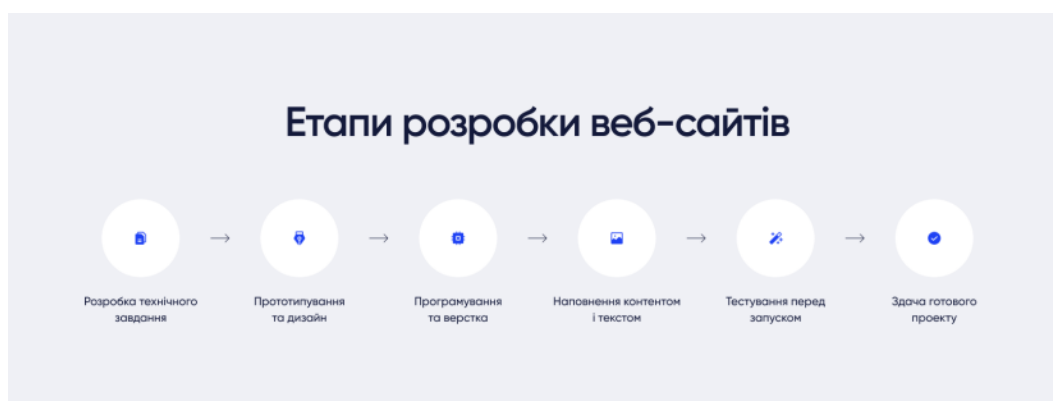 Етапи розробки веб-сайтів
Розробка технічного
завдання
Прототипування
та дизайн
Програмування
та верстка
Наповнення контентом
і текстом
Тестування перед
запуском
Здача готового
проекту